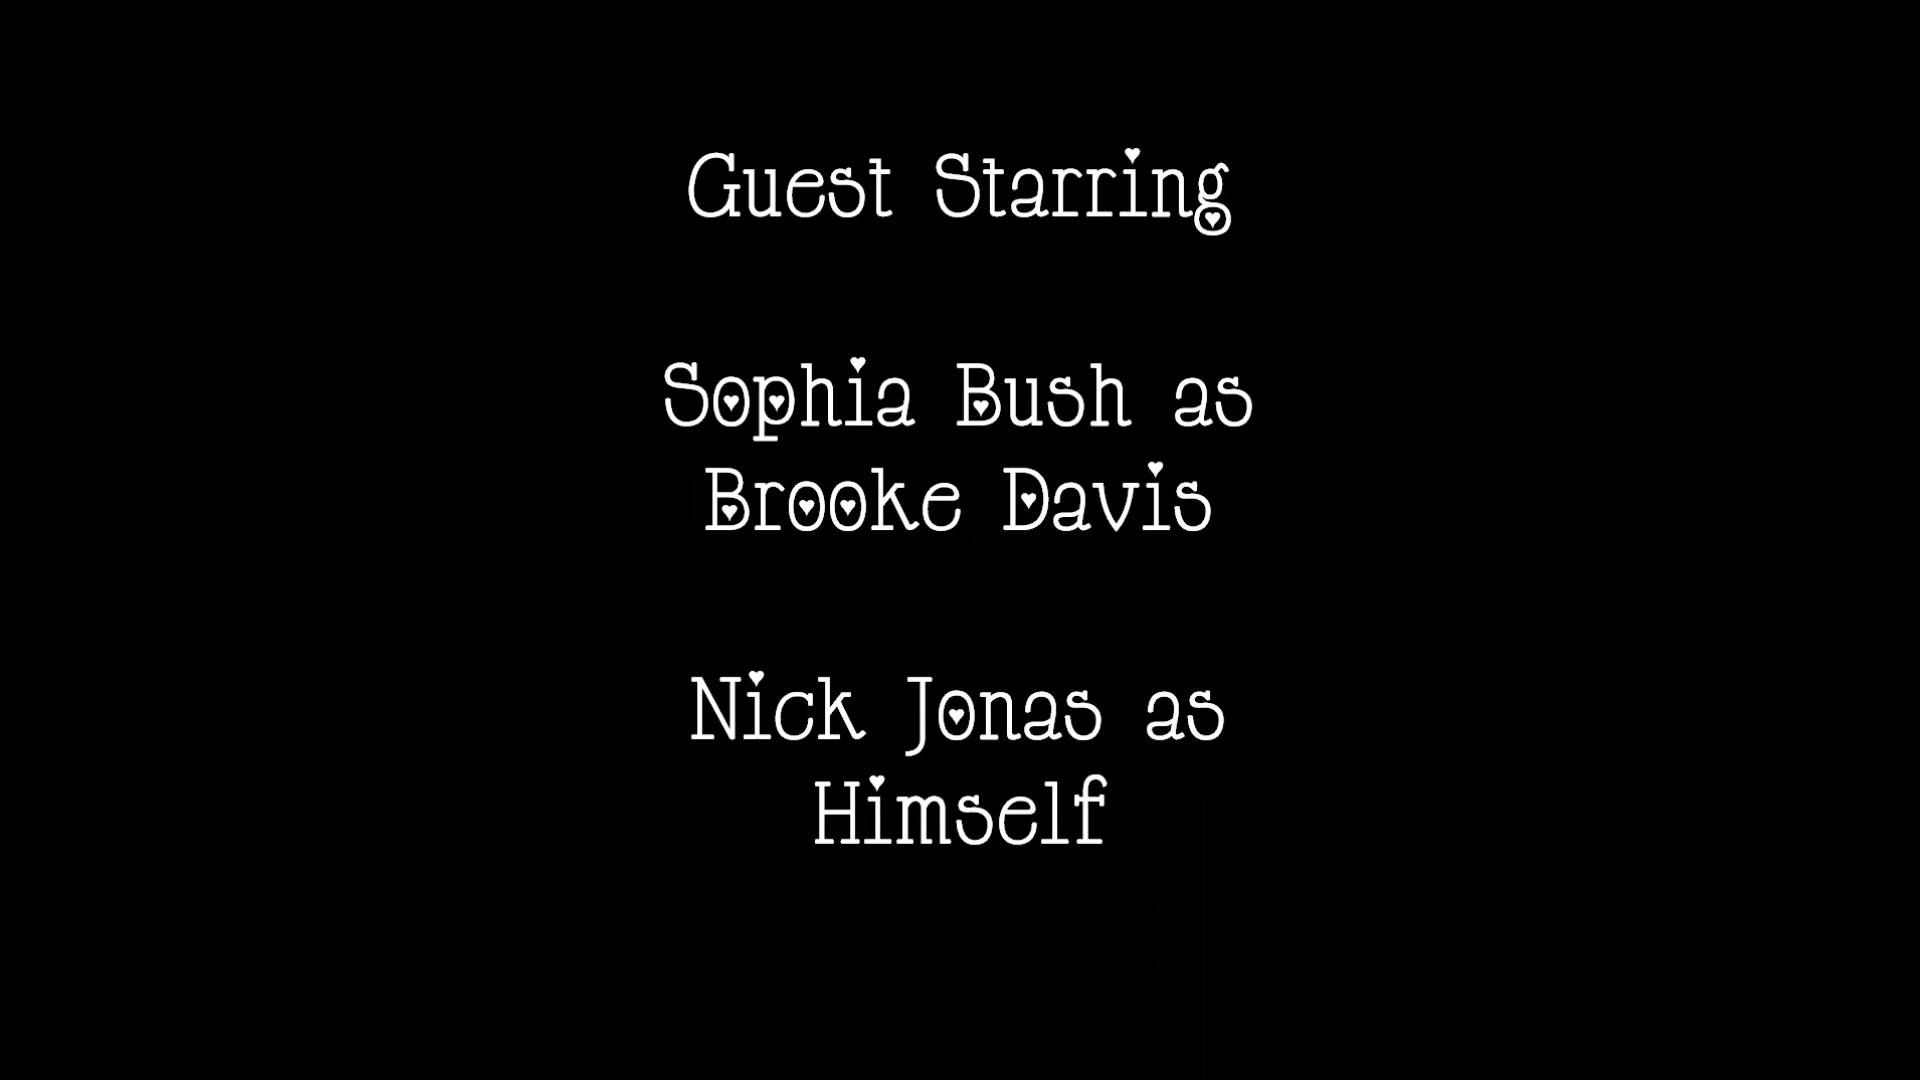 Guest Starring
Sophia Bush as
Brooke Davis
Nick Jonas as
Himself